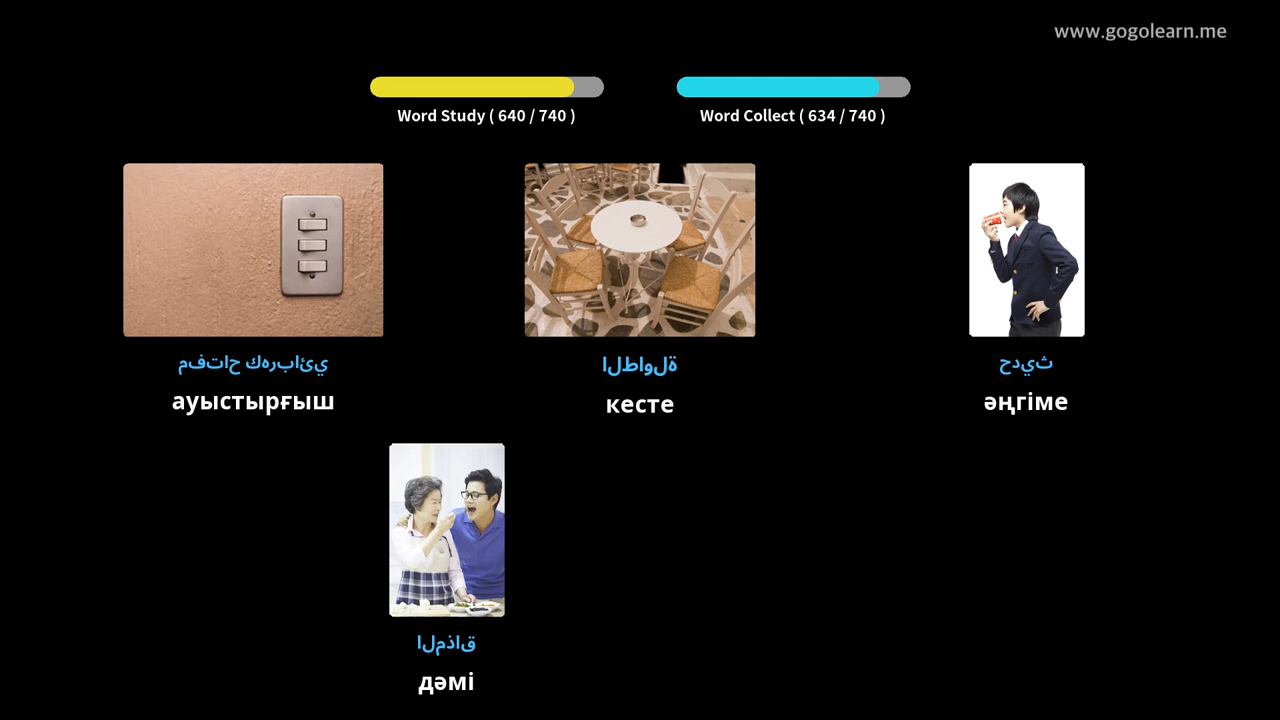 www.gogolearn.me
Word Study ( 640 / 740 )
Word Collect ( 634 / 740 )
مفتاح كهربائي
ауыстырғыш
الطاولة
кесте
حديث
әңгіме
المذاق
дәмі